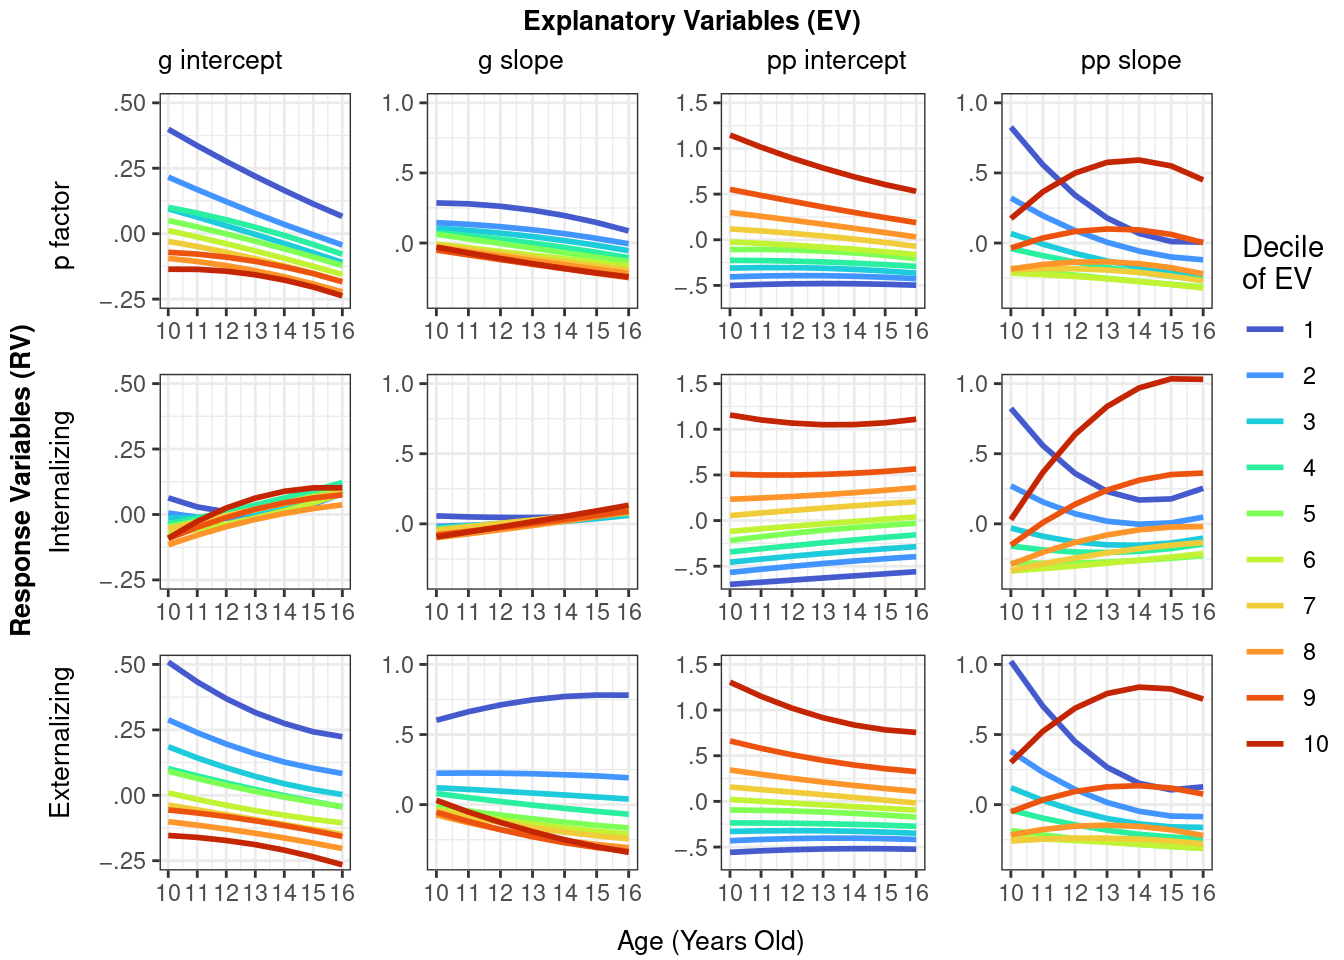 Explanatory Variables (EV)
g intercept g slope pp intercept pp slope
Response Variables (RV)
p factor
.50 .25 .00 −.25
1.0 .5 .0
1.5 1.0 .5 .0 −.5
1.0 .5 .0
10 11 12 13 14 15 16 10 11 12 13 14 15 16 10 11 12 13 14 15 16 10 11 12 13 14 15 16
Internalizing
.50 .25 .00 −.25
1.0 .5 .0
1.5 1.0 .5 .0 −.5
1.0 .5 .0
10 11 12 13 14 15 16 10 11 12 13 14 15 16 10 11 12 13 14 15 16 10 11 12 13 14 15 16
Externalizing
.50 .25 .00 −.25
1.0 .5 .0
1.5 1.0 .5 .0 −.5
1.0 .5 .0
10 11 12 13 14 15 16 10 11 12 13 14 15 16 10 11 12 13 14 15 16 10 11 12 13 14 15 16
Age (Years Old)
Decile
of EV
1
2
3
4
5
6
7
8
9
10